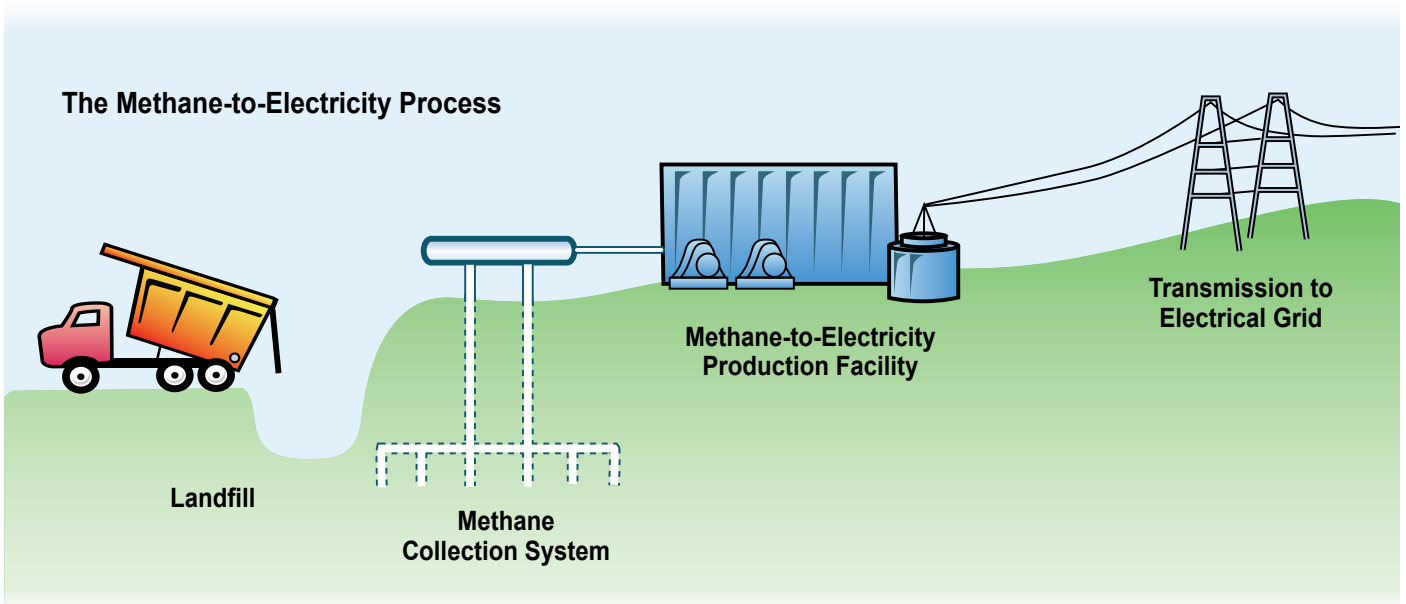 The Methane-to-Electricity Process
Landfill
Methane
Collection System
Methane-to-Electricity
Production Facility
Transmission to
Electrical Grid